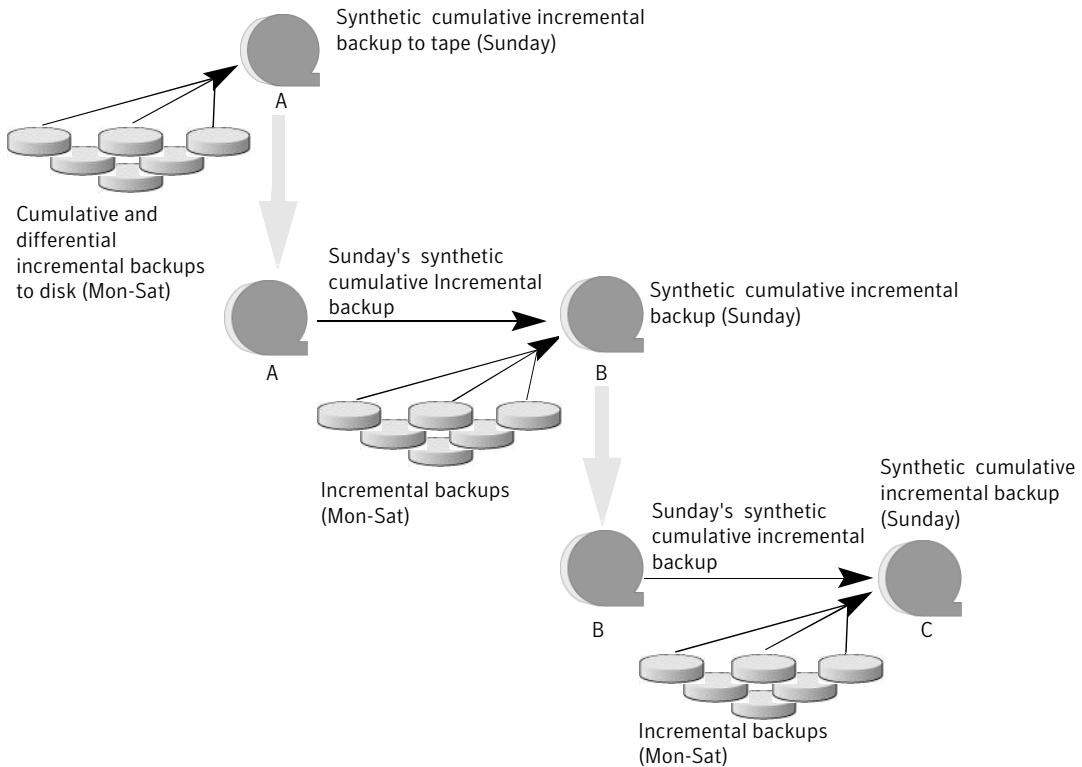 Synthetic cumulative incremental
backup to tape (Sunday)
A
Cumulative and
differential
incremental backups
to disk (Mon-Sat)
Sunday's synthetic
cumulative Incremental
backup
A
Synthetic cumulative incremental
backup (Sunday)
B
Incremental backups
(Mon-Sat)
Sunday's synthetic
cumulative incremental
backup
B
Synthetic cumulative
incremental backup
(Sunday)
C
Incremental backups
(Mon-Sat)